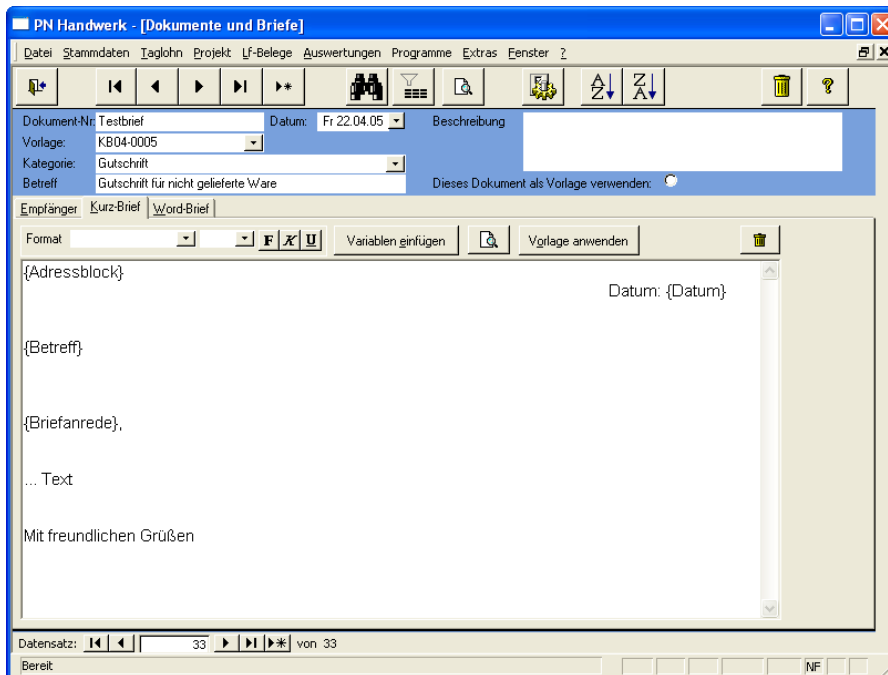 PN Handwerk - [Dokumente und Briefe]
Datei Stammdaten Taglohn Projekt Lf-Belege Auswertungen Programme Extras Fenster ?
Dokument-Nr: Testbrief Datum: Fr 22.04.05 Beschreibung
Vorlage: KB04-0005
Kategorie: Gutschrift
Betreff Gutschrift für nicht gelieferte Ware Dieses Dokument als Vorlage verwenden:
Empfänger Kurz-Brief Word-Brief
Format F K U Variablen einfügen Vorlage anwenden
{Adressblock}
Datum: {Datum}
{Betreff}
{Briefanrede},
... Text
Mit freundlichen Grüßen
Datensatz: 33 von 33
Bereit NF